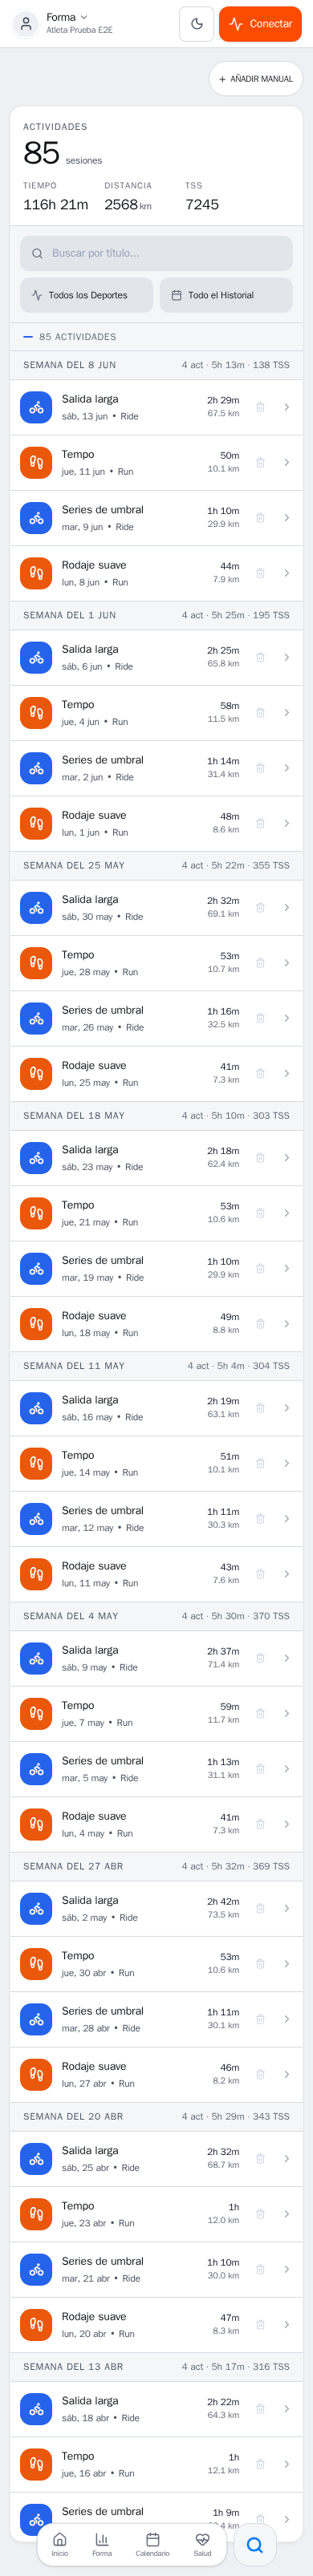 Forma
Atleta Prueba E2E
Conectar
+ AÑADIR MANUAL
ACTIVIDADES
85 sesiones
TIEMPO DISTANCIA TSS
116h 21m 2568 km 7245
Buscar por título...
Todos los Deportes Todo el Historial
85 ACTIVIDADES
SEMANA DEL 8 JUN 4 act · 5h 13m · 138 TSS
Salida larga 2h 29m
sáb, 13 jun • Ride 67.5 km
Tempo 50m
jue, 11 jun • Run 10.1 km
Series de umbral 1h 10m
mar, 9 jun • Ride 29.9 km
Rodaje suave 44m
lun, 8 jun • Run 7.9 km
SEMANA DEL 1 JUN 4 act · 5h 25m · 195 TSS
Salida larga 2h 25m
sáb, 6 jun • Ride 65.8 km
Tempo 58m
jue, 4 jun • Run 11.5 km
Series de umbral 1h 14m
mar, 2 jun • Ride 31.4 km
Rodaje suave 48m
lun, 1 jun • Run 8.6 km
SEMANA DEL 25 MAY 4 act · 5h 22m · 355 TSS
Salida larga 2h 32m
sáb, 30 may • Ride 69.1 km
Tempo 53m
jue, 28 may • Run 10.7 km
Series de umbral 1h 16m
mar, 26 may • Ride 32.5 km
Rodaje suave 41m
lun, 25 may • Run 7.3 km
SEMANA DEL 18 MAY 4 act · 5h 10m · 303 TSS
Salida larga 2h 18m
sáb, 23 may • Ride 62.4 km
Tempo 53m
jue, 21 may • Run 10.6 km
Series de umbral 1h 10m
mar, 19 may • Ride 29.9 km
Rodaje suave 49m
lun, 18 may • Run 8.8 km
SEMANA DEL 11 MAY 4 act · 5h 4m · 304 TSS
Salida larga 2h 19m
sáb, 16 may • Ride 63.1 km
Tempo 51m
jue, 14 may • Run 10.1 km
Series de umbral 1h 11m
mar, 12 may • Ride 30.3 km
Rodaje suave 43m
lun, 11 may • Run 7.6 km
SEMANA DEL 4 MAY 4 act · 5h 30m · 370 TSS
Salida larga 2h 37m
sáb, 9 may • Ride 71.4 km
Tempo 59m
jue, 7 may • Run 11.7 km
Series de umbral 1h 13m
mar, 5 may • Ride 31.1 km
Rodaje suave 41m
lun, 4 may • Run 7.3 km
SEMANA DEL 27 ABR 4 act · 5h 32m · 369 TSS
Salida larga 2h 42m
sáb, 2 may • Ride 73.5 km
Tempo 53m
jue, 30 abr • Run 10.6 km
Series de umbral 1h 11m
mar, 28 abr • Ride 30.1 km
Rodaje suave 46m
lun, 27 abr • Run 8.2 km
SEMANA DEL 20 ABR 4 act · 5h 29m · 343 TSS
Salida larga 2h 32m
sáb, 25 abr • Ride 68.7 km
Tempo 1h
jue, 23 abr • Run 12.0 km
Series de umbral 1h 10m
mar, 21 abr • Ride 30.0 km
Rodaje suave 47m
lun, 20 abr • Run 8.3 km
SEMANA DEL 13 ABR 4 act · 5h 17m · 316 TSS
Salida larga 2h 22m
sáb, 18 abr • Ride 64.3 km
Tempo 1h
jue, 16 abr • Run 12.1 km
Series de umbral 1h 9m
km
Inicio Forma Calendario Salud